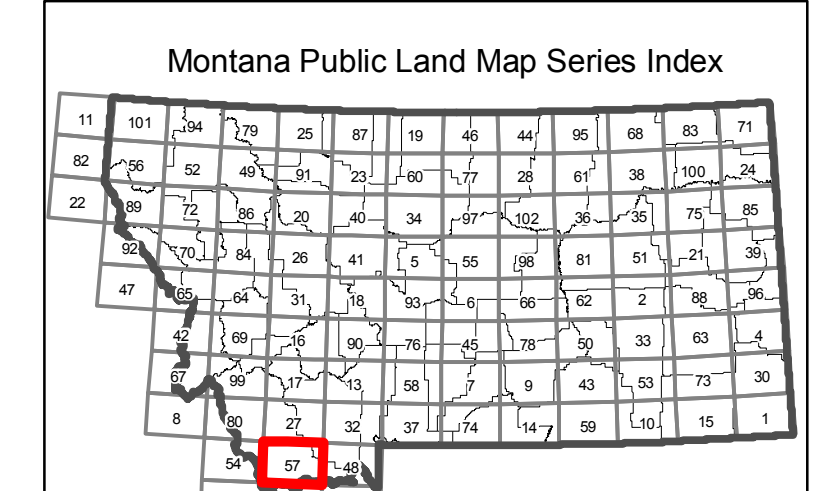 Montana Public Land Map Series Index
11 101 94 79 25 87 19 46 44 95 68 83 71
82 56 52 49 91 23 60 77 28 61 38 100 24
22 89 72 86 20 40 34 97 102 36 35 75 85
92 70 84 26 41 5 55 98 81 51 21 39
47 65 64 31 18 93 6 66 62 2 88 96
42 69 16 90 76 45 78 50 33 63 4
67 99 17 13 58 7 9 43 53 73 30
8 80 27 32 37 74 14 59 10 15 1
54 57 48